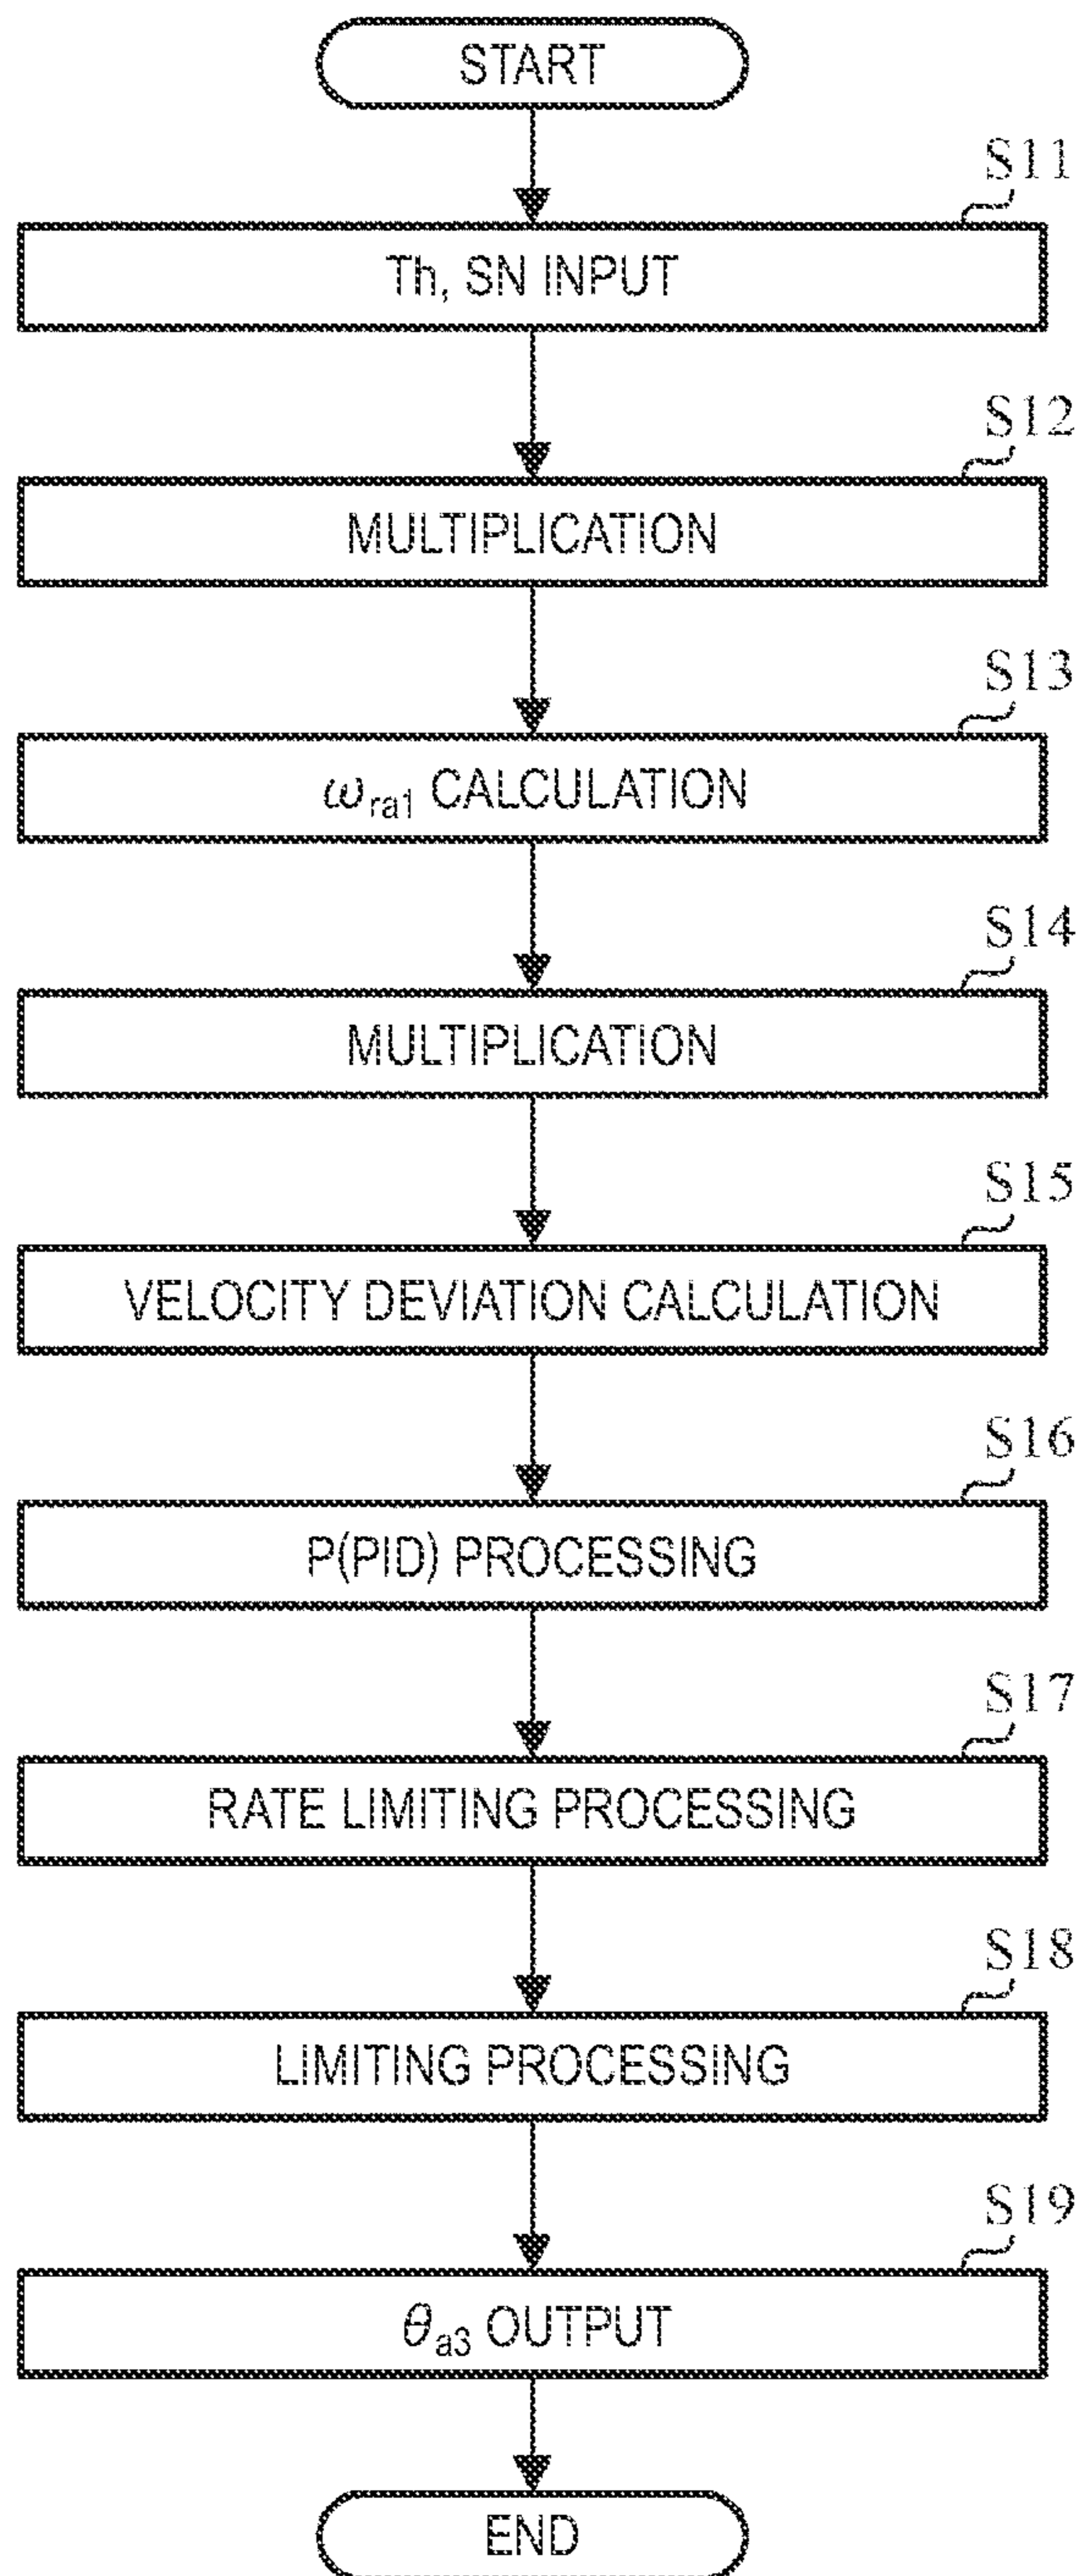 START
S11
Th, SN INPUT
S12
MULTIPLICATION
S13
ωra1 CALCULATION
S14
MULTIPLICATION
S15
VELOCITY DEVIATION CALCULATION
S16
P(PID) PROCESSING
S17
RATE LIMITING PROCESSING
S18
LIMITING PROCESSING
S19
θa3 OUTPUT
END